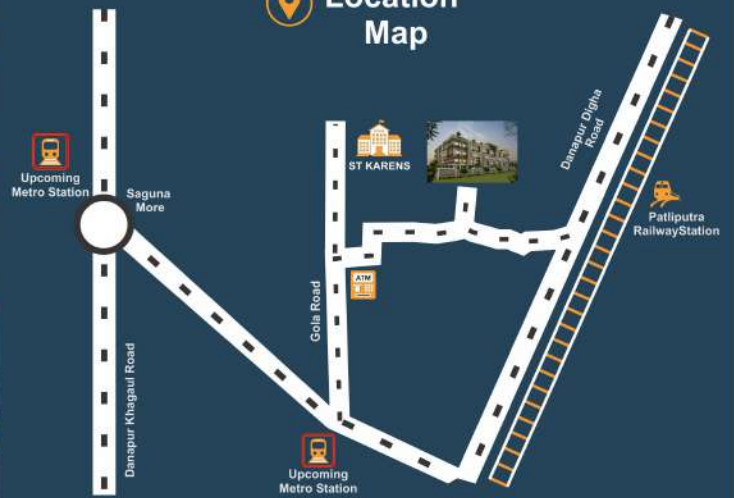 Location
Map
Upcoming
Metro Station
Saguna
More
ST KARENS
Danapur Digha
Road
Patliputra
RailwayStation
ATM
Gola Road
Danapur Khagaul Road
Upcoming
Metro Station